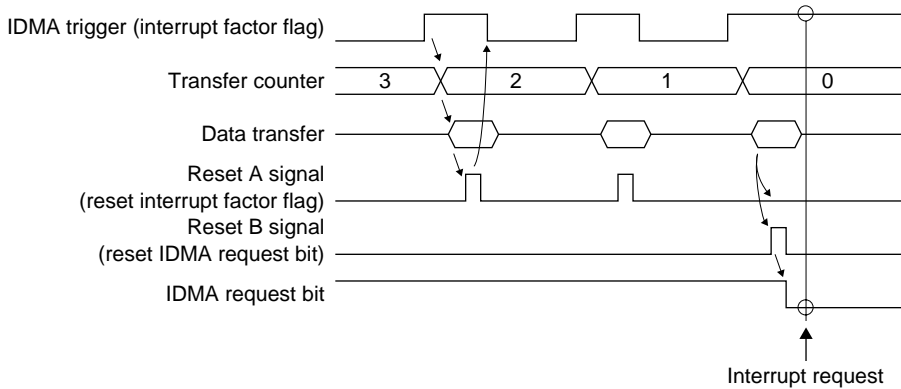 IDMA trigger (interrupt factor flag)
Transfer counter
3 2 1 0
Data transfer
Reset A signal
(reset interrupt factor flag)
Reset B signal
(reset IDMA request bit)
IDMA request bit
Interrupt request